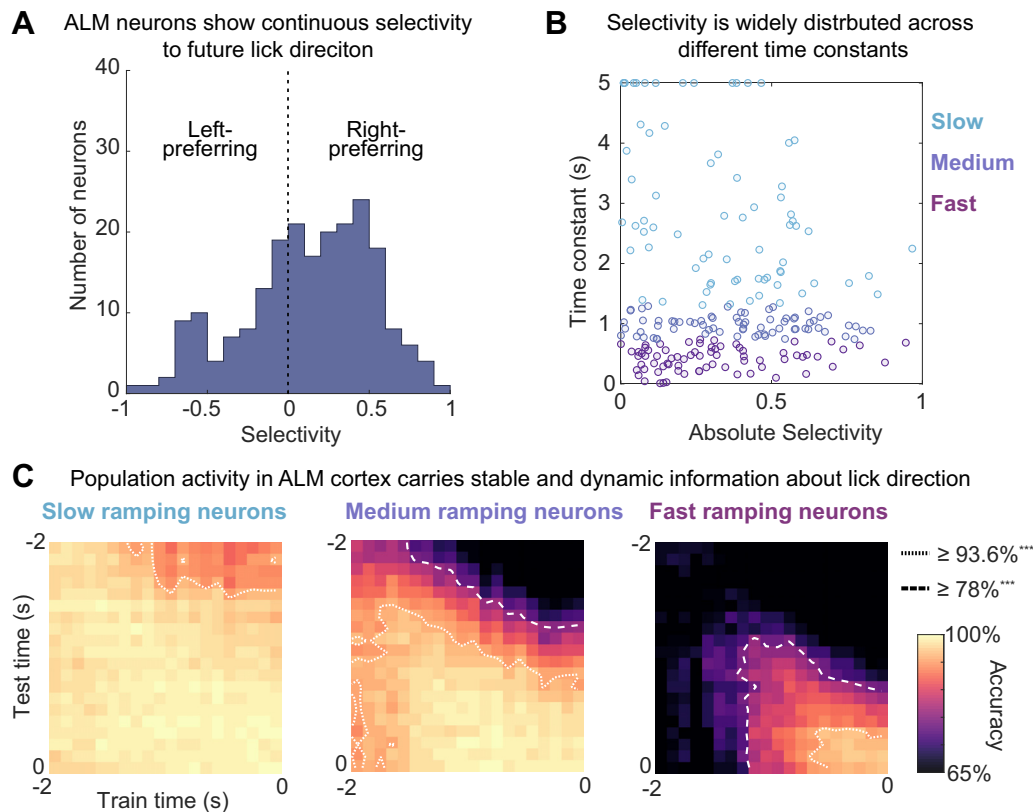 A
ALM neurons show continuous selectivity
to future lick direciton
40
30
20
10
0
Number of neurons
Left-
preferring
Right-
preferring
-1
-0.5
0
0.5
1
Selectivity
B
Selectivity is widely distrbuted across
different time constants
5
4
3
2
1
0
Time constant (s)
0
0.5
1
Absolute Selectivity
Slow
Medium
Fast
C
Population activity in ALM cortex carries stable and dynamic information about lick direction
Slow ramping neurons
Medium ramping neurons
Fast ramping neurons
-2
0
Test time (s)
-2
0
Train time (s)
-2
0
-2
0
-2
0
-2
0
≥ 93.6%***
≥ 78%***
100%
65%
Accuracy